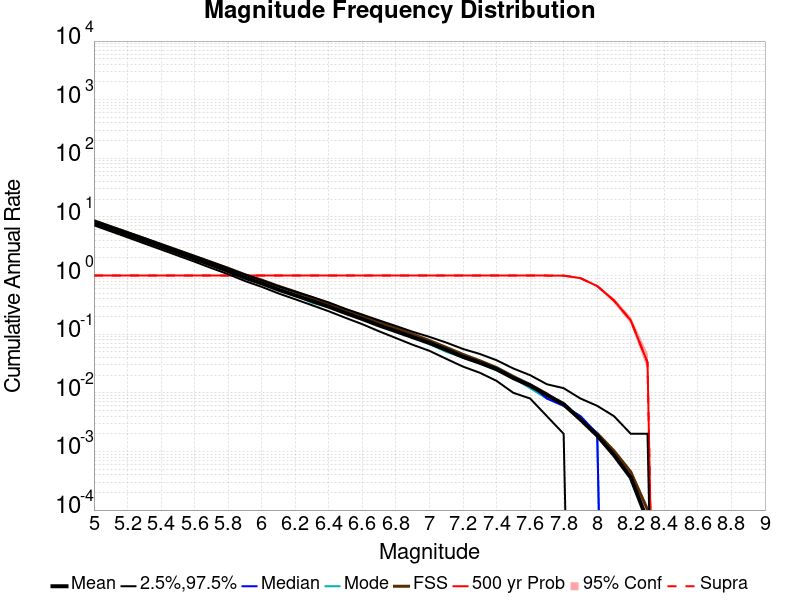 Magnitude Frequency Distribution
10^4
10^3
10^2
10^1
10^0
10^-1
10^-2
10^-3
10^-4
Cumulative Annual Rate
5 5.2 5.4 5.6 5.8 6 6.2 6.4 6.6 6.8 7 7.2 7.4 7.6 7.8 8 8.2 8.4 8.6 8.8 9
Magnitude
Mean 2.5%,97.5% Median Mode FSS 500 yr Prob 95% Conf Supra